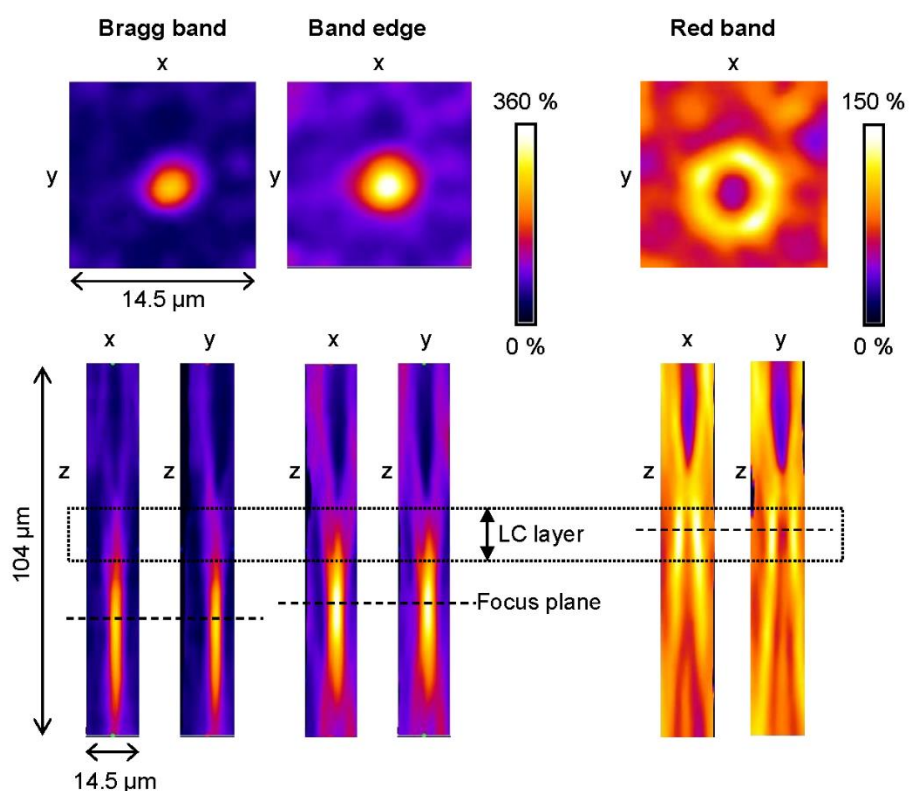 Bragg band Band edge Red band
x x x
360 % 150 %
y y y
14.5 µm 0 % 0 %
x y x y x y
z z z z z z
104 µm
LC layer
Focus plane
14.5 µm